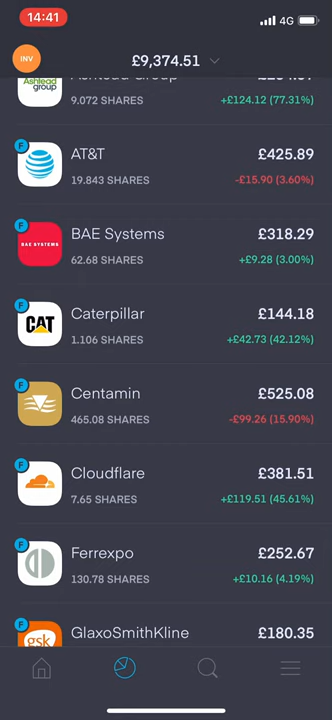 14:41
4G
INV
£9,374.51
Ashtead
group
Ashtead Group
9.072 SHARES
+£124.12 (77.31%)
F
AT&T
£425.89
19.843 SHARES
-£15.90 (3.60%)
F
BAE SYSTEMS
BAE Systems
£318.29
62.68 SHARES
+£9.28 (3.00%)
F
CAT
Caterpillar
£144.18
1.106 SHARES
+£42.73 (42.12%)
F
Centamin
£525.08
465.08 SHARES
-£99.26 (15.90%)
F
Cloudflare
£381.51
7.65 SHARES
+£119.51 (45.61%)
F
Ferrexpo
£252.67
130.78 SHARES
+£10.16 (4.19%)
F
gsk
GlaxoSmithKline
£180.35